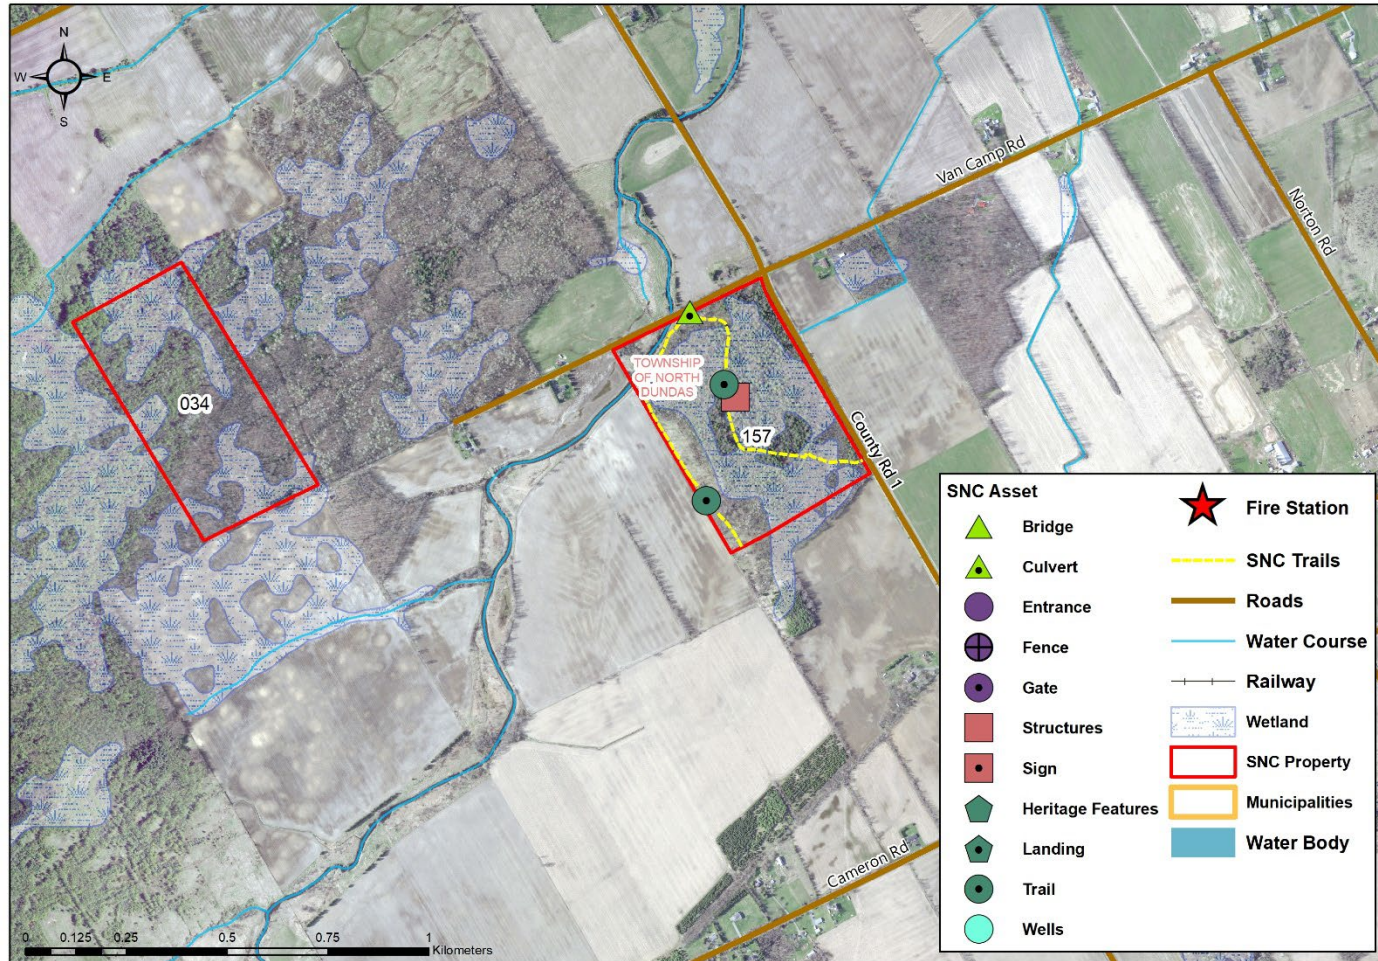 N
W E
S
Van Camp Rd
Norton Rd
TOWNSHIP
OF NORTH
DUNDAS
034
157
County Rd 1
Cameron Rd
SNC Asset
Bridge
Culvert
Entrance
Fence
Gate
Structures
Sign
Heritage Features
Landing
Trail
Wells
Fire Station
SNC Trails
Roads
Water Course
Railway
Wetland
SNC Property
Municipalities
Water Body
0 0.125 0.25 0.5 0.75 1
Kilometers